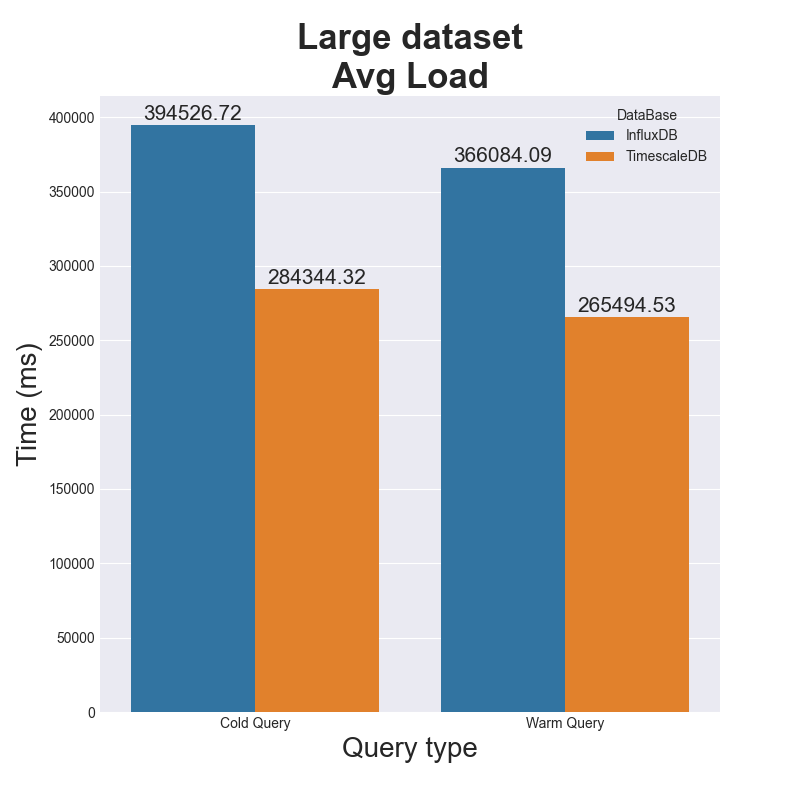 Large dataset
Avg Load
Time (ms)
400000
350000
300000
250000
200000
150000
100000
50000
0
394526.72
284344.32
366084.09
265494.53
DataBase
InfluxDB
TimescaleDB
Cold Query
Warm Query
Query type